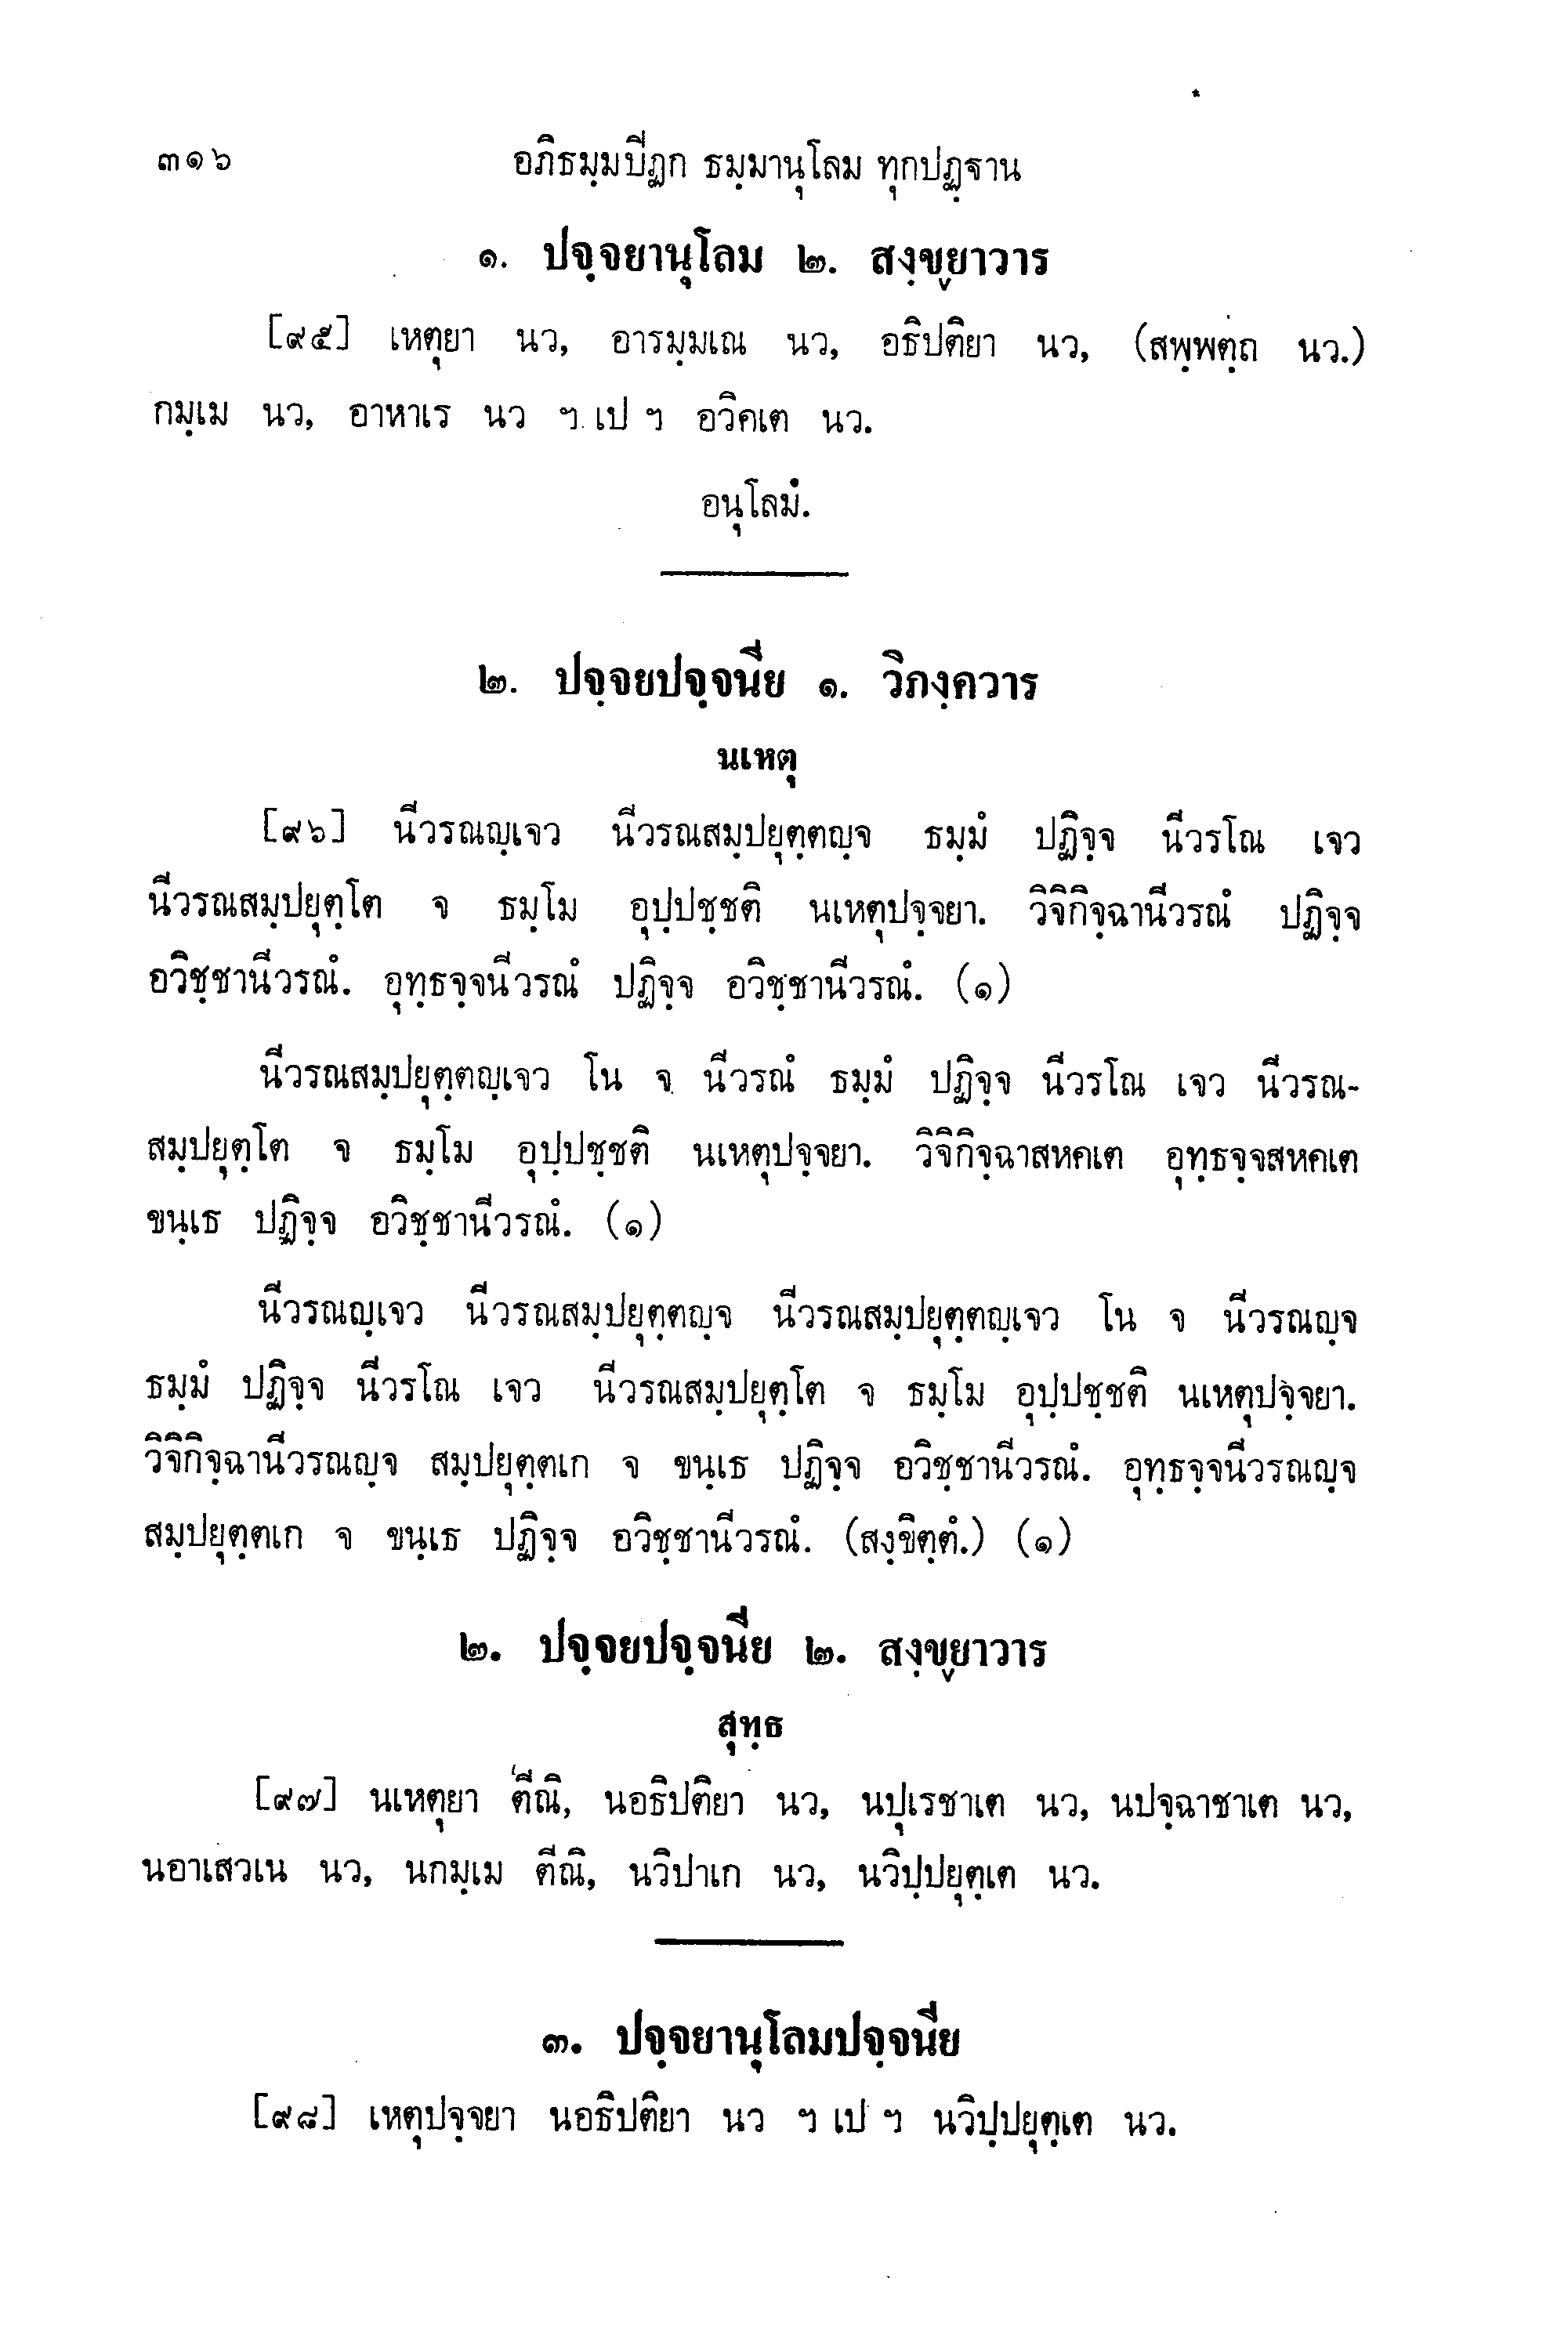 ๓๑๖ อภิธมฺมปิฏก ธมฺมานุโลม ทุกปฏฺฐาน
๑. ปจฺจยานุโลม ๒. สงฺขฺยาวาร
[๙๕] เหตุยา นว, อารมฺมเณ นว, อธิปติยา นว, (สพฺพตฺถ นว.)
กมฺเม นว, อาหาเร นว ฯ เป ฯ อวิคเต นว.
อนุโลมํ.
๒. ปจฺจยปจฺจนีย ๑. วิภงฺควาร
นเหตุ
[๙๖] นีวรณญฺเจว นีวรณสมฺปยุตฺตญฺจ ธมฺมํ ปฏิจฺจ นีวรโณ เจว
นีวรณสมฺปยุตฺโต จ ธมฺโม อุปฺปชฺชติ นเหตุปจฺจยา. วิจิกิจฺฉานีวรณํ ปฏิจฺจ
อวิชฺชานีวรณํ. อุทฺธจฺจนีวรณํ ปฏิจฺจ อวิชฺชานีวรณํ. (๑)
นีวรณสมฺปยุตฺตญฺเจว โน จ นีวรณํ ธมฺมํ ปฏิจฺจ นีวรโณ เจว นีวรณ-
สมฺปยุตฺโต จ ธมฺโม อุปฺปชฺชติ นเหตุปจฺจยา. วิจิกิจฺฉาสหคเต อุทฺธจฺจสหคเต
ขนฺเธ ปฏิจฺจ อวิชฺชานีวรณํ. (๑)
นีวรณญฺเจว นีวรณสมฺปยุตฺตญฺจ นีวรณสมฺปยุตฺตญฺเจว โน จ นีวรณญฺจ
ธมฺมํ ปฏิจฺจ นีวรโณ เจว นีวรณสมฺปยุตฺโต จ ธมฺโม อุปฺปชฺชติ นเหตุปจฺจยา.
วิจิกิจฺฉานีวรณญฺจ สมฺปยุตฺตเก จ ขนฺเธ ปฏิจฺจ อวิชฺชานีวรณํ. อุทฺธจฺจนีวรณญฺจ
สมฺปยุตฺตเก จ ขนฺเธ ปฏิจฺจ อวิชฺชานีวรณํ. (สงฺขิตฺตํ.) (๑)
๒. ปจฺจยปจฺจนีย ๒. สงฺขฺยาวาร
สุทฺธ
[๙๗] นเหตุยา ตีณิ, นอธิปติยา นว, นปุเรชาเต นว, นปจฺฉาชาเต นว,
นอาเสวเน นว, นกมฺเม ตีณิ, นวิปาเก นว, นวิปฺปยุตฺเต นว.
๓. ปจฺจยานุโลมปจฺจนีย
[๙๘] เหตุปจฺจยา นอธิปติยา นว ฯ เป ฯ นวิปฺปยุตฺเต นว.